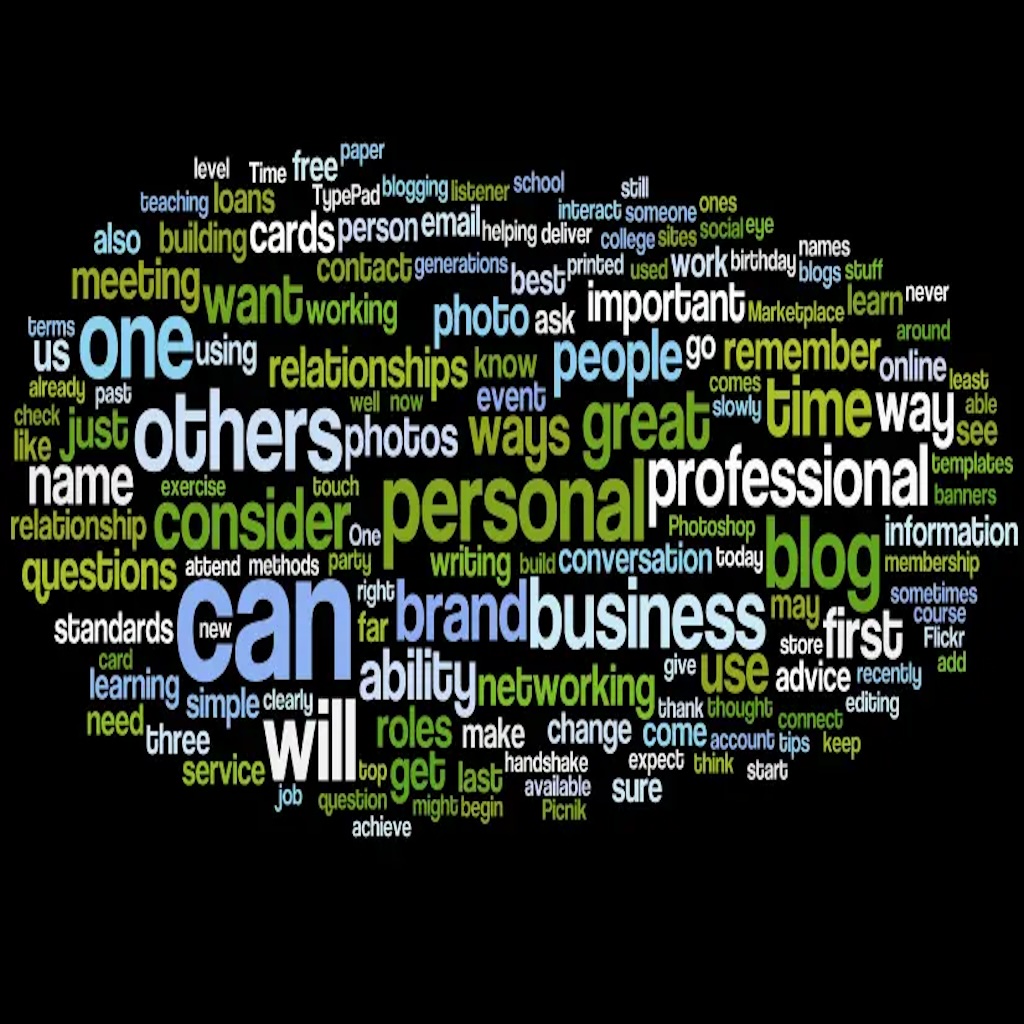 paper
level Time free
teaching loans TypePad blogging listener school still
interact someone ones
also building cards person email helping deliver college sites social eye
names
meeting contact generations best printed used work birthday blogs stuff
want working photo ask important Marketplace learn never
terms one around
us using relationships know people go remember online
already past event comes least
check well now slowly able
like just others photos ways great time way see
name exercise touch personal professional templates
banners
relationship consider One Photoshop information
questions attend methods party writing build conversation today blog membership
right sometimes
standards new can far brand business may first course
store Flickr
card ability give use advice recently add
learning simple clearly networking editing
need thank thought connect
three will roles make change come account tips keep
service top get last handshake expect think start
job available sure
question might begin Picnik
achieve